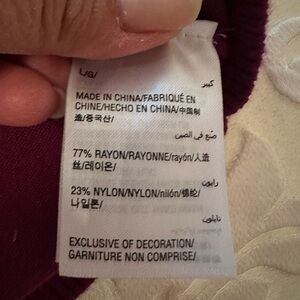 L/G/
كبير
MADE IN CHINA/FABRIQUÉ EN
CHINE/HECHO EN CHINA/中国制
造/중국산/
صنع في الصين
77% RAYON/RAYONNE/rayón/人造
丝/레이온/
رايون
23% NYLON/NYLON/nilón/锦纶/
나일론/
نايلون
EXCLUSIVE OF DECORATION/
GARNITURE NON COMPRISE/